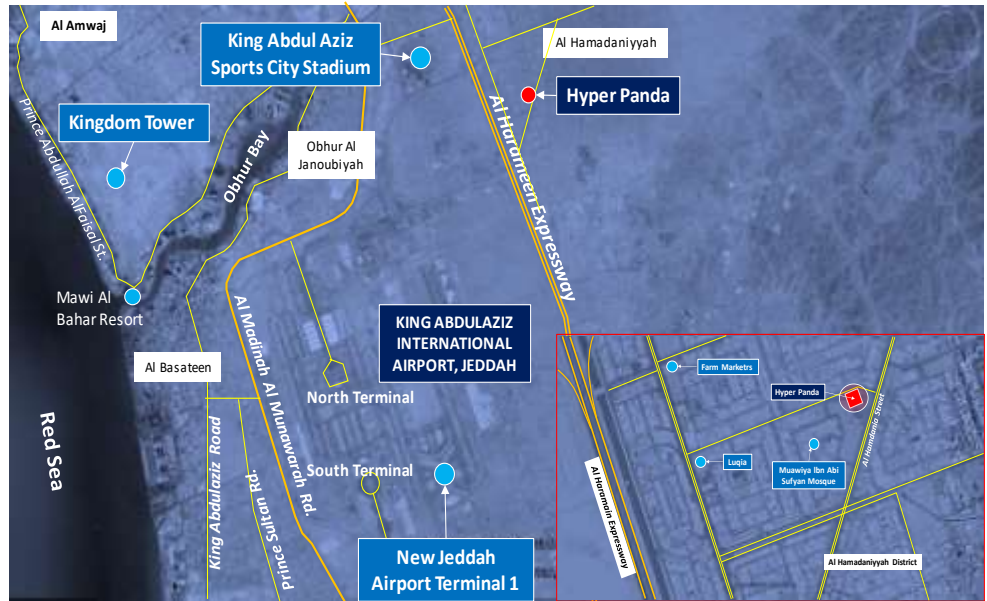 Al Amwaj
King Abdul Aziz
Sports City Stadium
Al Hamadaniyyah
Hyper Panda
Kingdom Tower
Obhur Al
Janoubiyah
Obhur Bay
Prince Abdullah AlFaisal St.
Al Harameen Expressway
Mawi Al
Bahar Resort
KING ABDULAZIZ
INTERNATIONAL
AIRPORT, JEDDAH
Al Madinah Al Munawarah Rd.
Al Basateen
North Terminal
Red Sea
King Abdulaziz Road
Prince Sultan Rd.
South Terminal
New Jeddah
Airport Terminal 1
Farm Marketrs
Hyper Panda
Al Hamdania Street
Luqia
Muawiya Ibn Abi
Sufyan Mosque
Al Haramain Expressway
Al Hamadaniyyah District